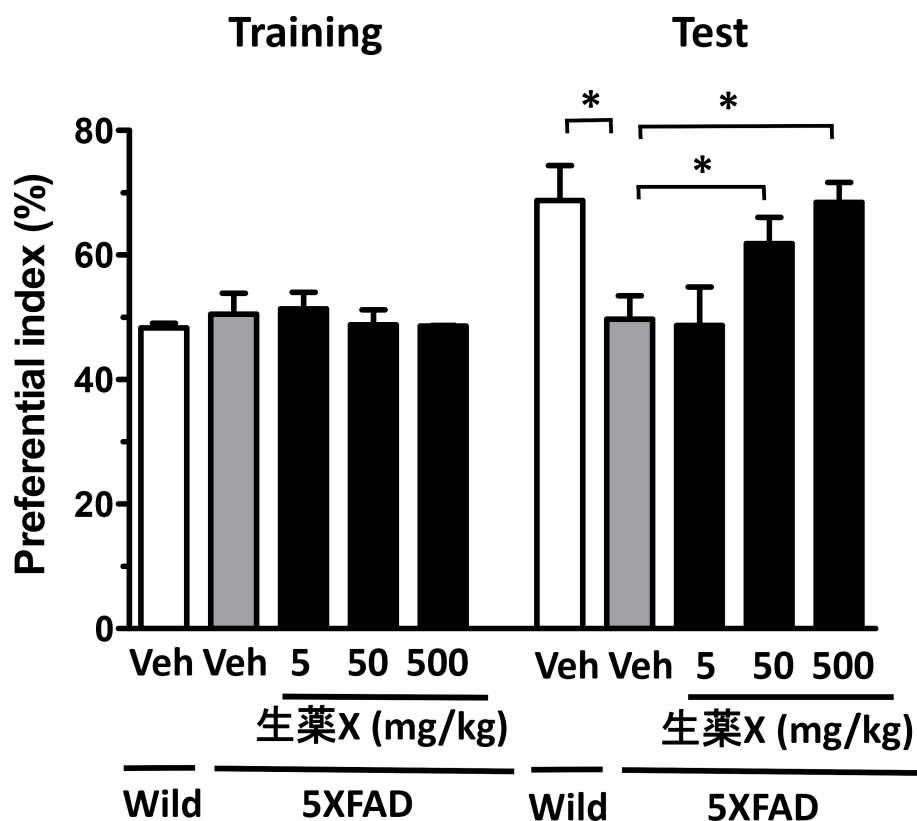 Training Test
* *
*
80
60
40
20
0
Preferential index (%)
Veh Veh 5 50 500 Veh Veh 5 50 500
生薬X (mg/kg) 生薬X (mg/kg)
Wild 5XFAD Wild 5XFAD